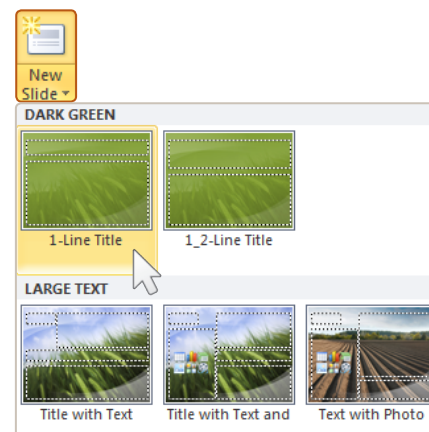 New
Slide
DARK GREEN
1-Line Title
1_2-Line Title
LARGE TEXT
Title with Text
Title with Text and
Text with Photo